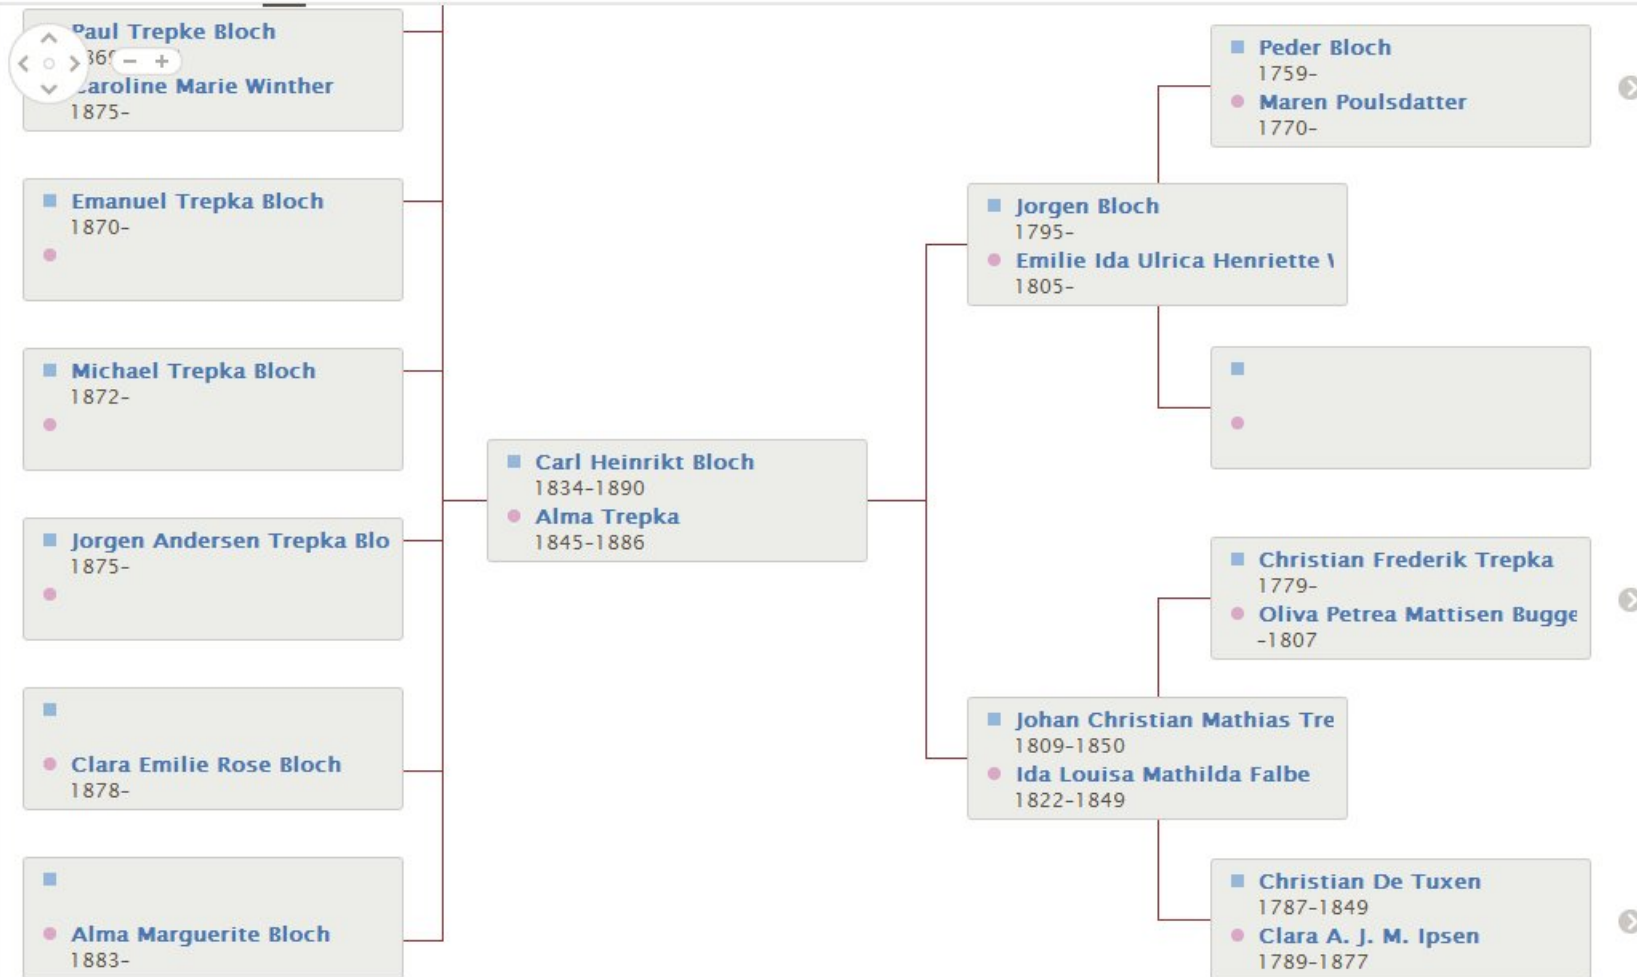 Paul Trepke Bloch
Caroline Marie Winther
1875-
Emanuel Trepka Bloch
1870-
Michael Trepka Bloch
1872-
Jorgen Andersen Trepka Blo
1875-
Clara Emilie Rose Bloch
1878-
Alma Marguerite Bloch
1883-
Carl Heinrikt Bloch
1834-1890
Alma Trepka
1845-1886
Jorgen Bloch
1795-
Emilie Ida Ulrica Henriette
1805-
Johan Christian Mathias Tre
1809-1850
Ida Louisa Mathilda Falbe
1822-1849
Peder Bloch
1759-
Maren Poulsdatter
1770-
Christian Frederik Trepka
1779-
Oliva Petrea Mattisen Bugge
-1807
Christian De Tuxen
1787-1849
Clara A. J. M. Ipsen
1789-1877